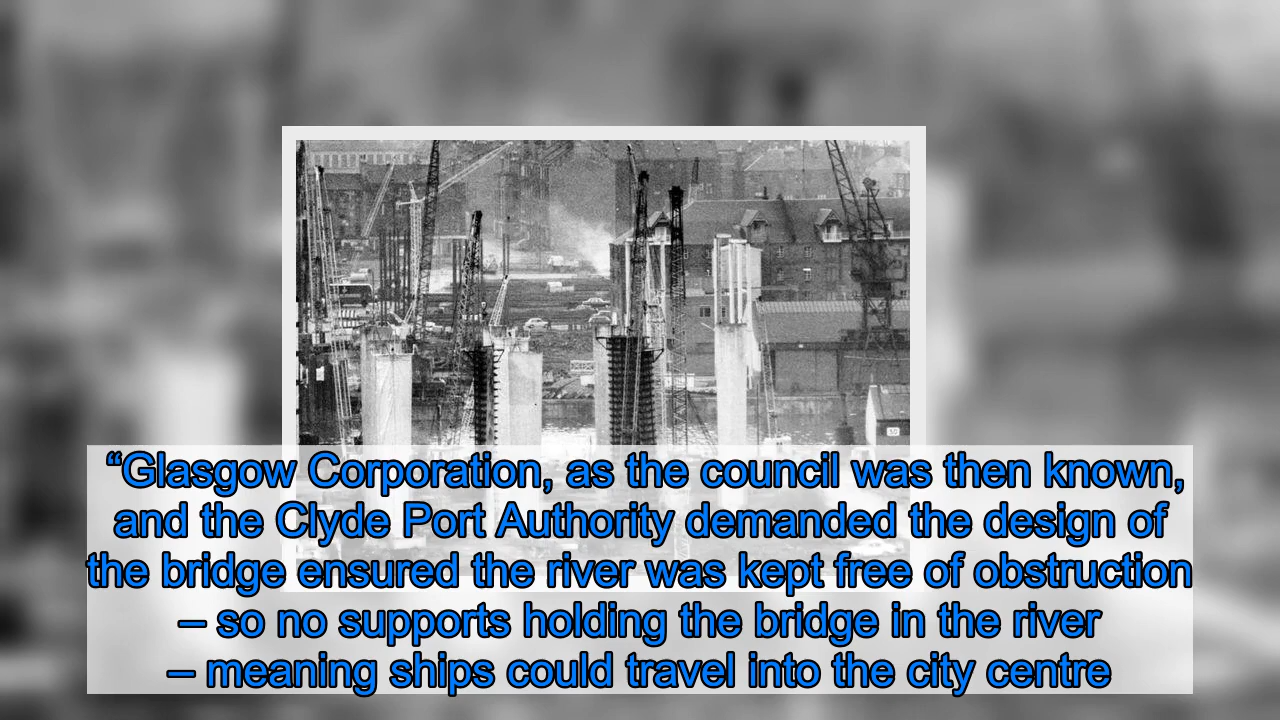 “Glasgow Corporation, as the council was then known,
and the Clyde Port Authority demanded the design of
the bridge ensured the river was kept free of obstruction
– so no supports holding the bridge in the river
– meaning ships could travel into the city centre